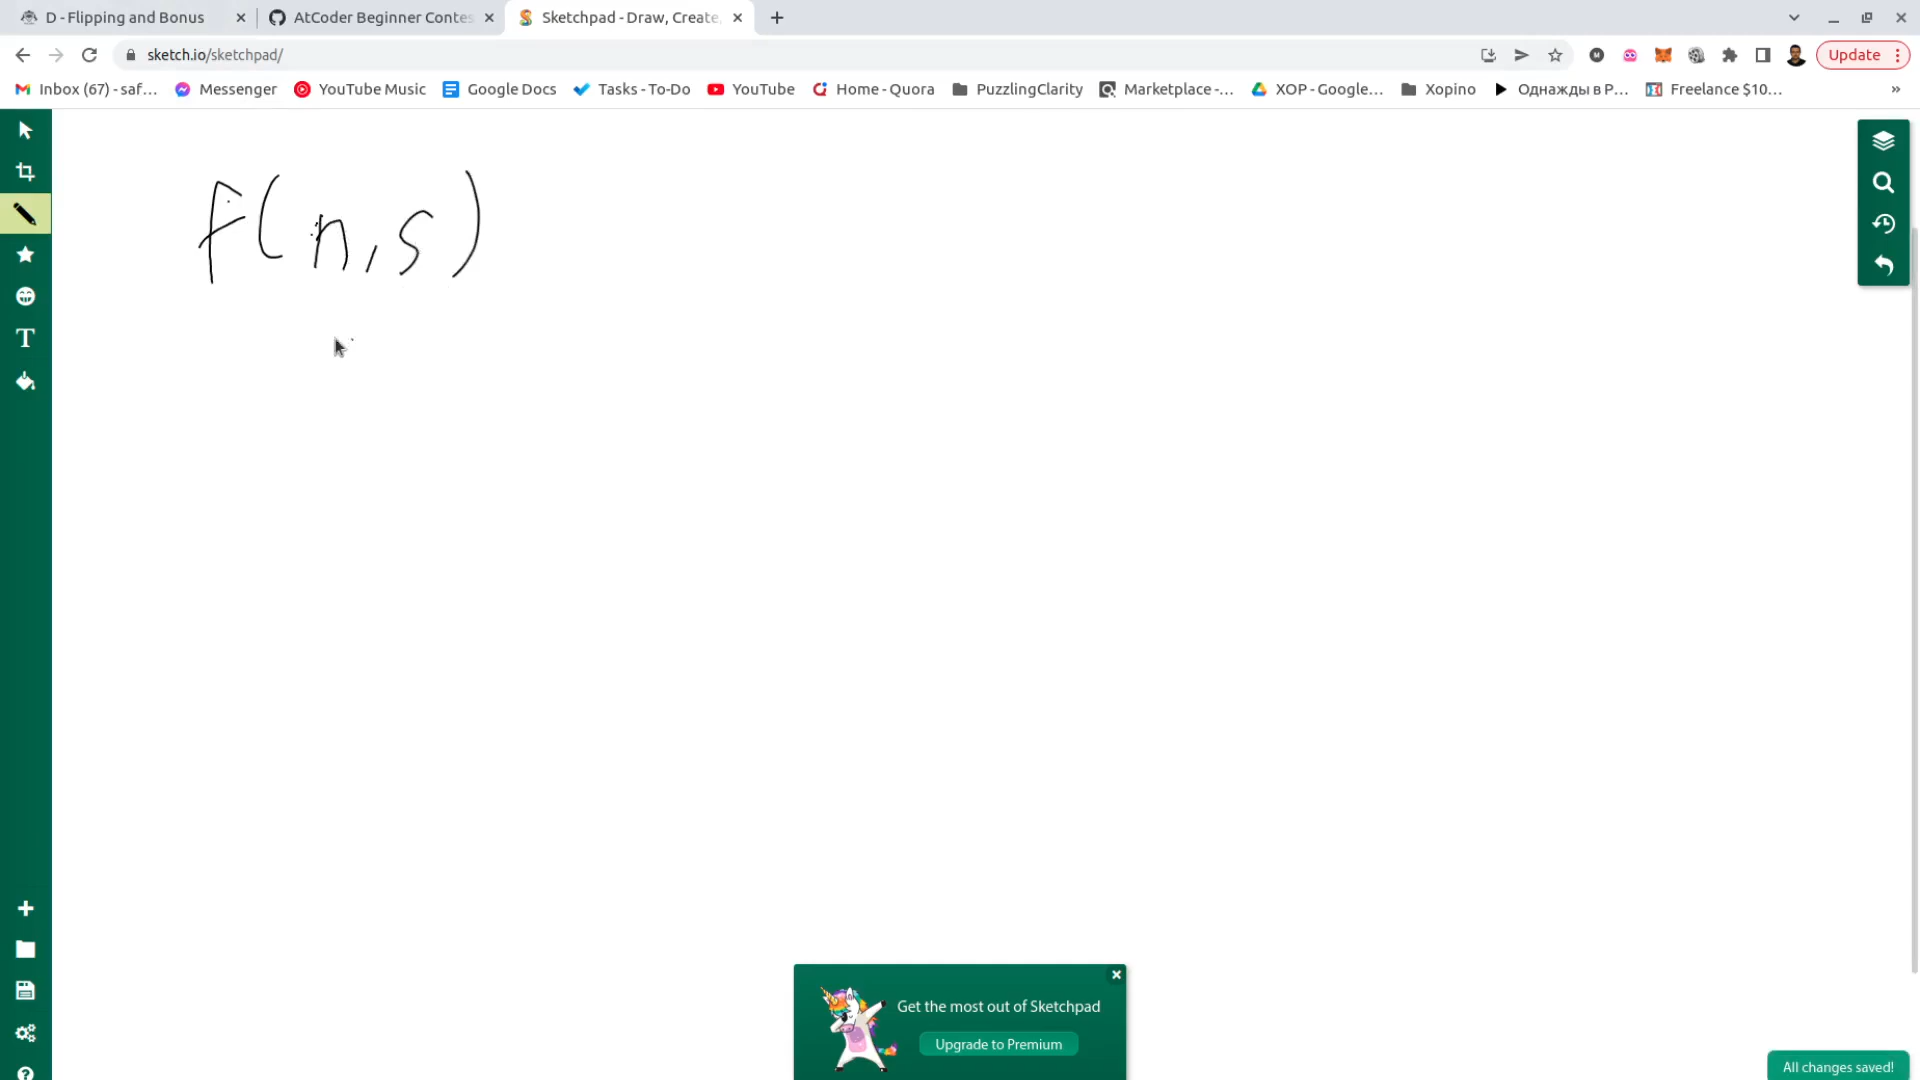 D - Flipping and Bonus
AtCoder Beginner Contes
Sketchpad - Draw, Create,
sketch.io/sketchpad/
Update
Inbox (67) - saf...
Messenger
YouTube Music
Google Docs
Tasks - To-Do
YouTube
Home - Quora
PuzzlingClarity
Marketplace -...
XOP - Google...
Xopino
Однажды в Р...
Freelance $10...
»
F(n,s)
T
Get the most out of Sketchpad
Upgrade to Premium
All changes saved!